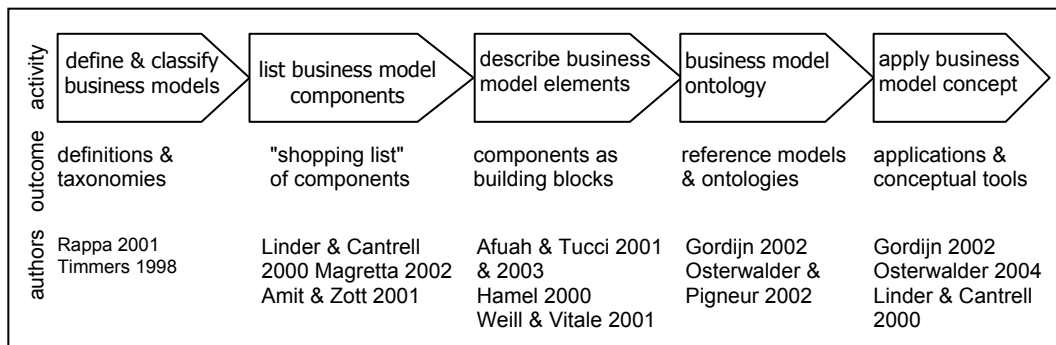 activity
define & classify
business models
list business model
components
describe business
model elements
business model
ontology
apply business
model concept
outcome
definitions &
taxonomies
"shopping list"
of components
components as
building blocks
reference models
& ontologies
applications &
conceptual tools
authors
Rappa 2001
Timmers 1998
Linder & Cantrell
2000 Magretta 2002
Amit & Zott 2001
Afuah & Tucci 2001
& 2003
Hamel 2000
Weill & Vitale 2001
Gordijn 2002
Osterwalder &
Pigneur 2002
Gordijn 2002
Osterwalder 2004
Linder & Cantrell
2000